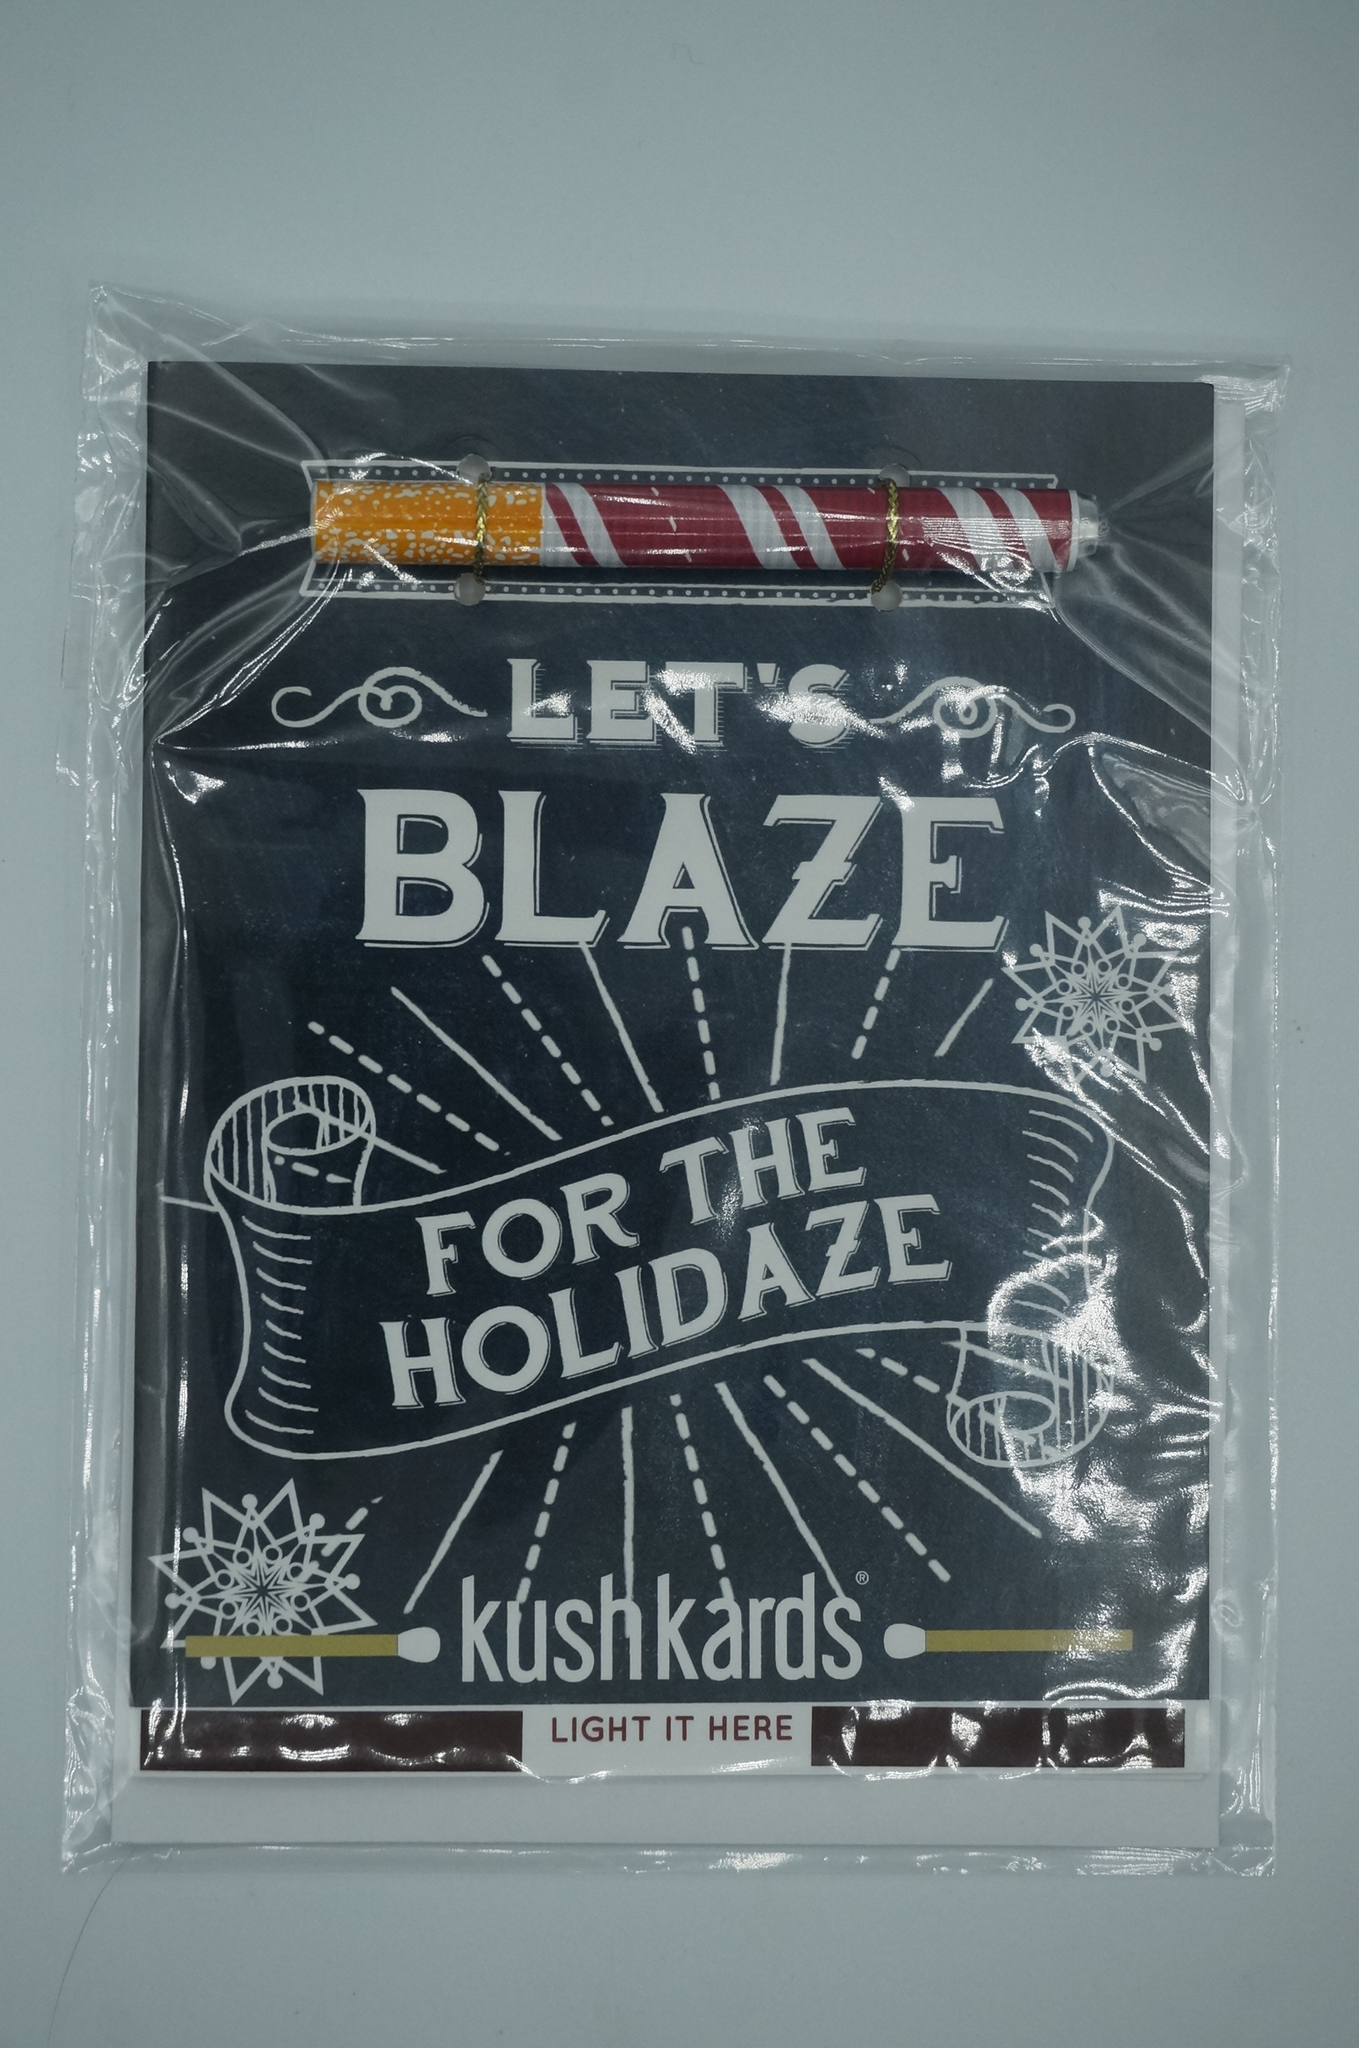 LET'S
BLAZE
FOR THE
HOLIDAZE
kushkards®
LIGHT IT HERE